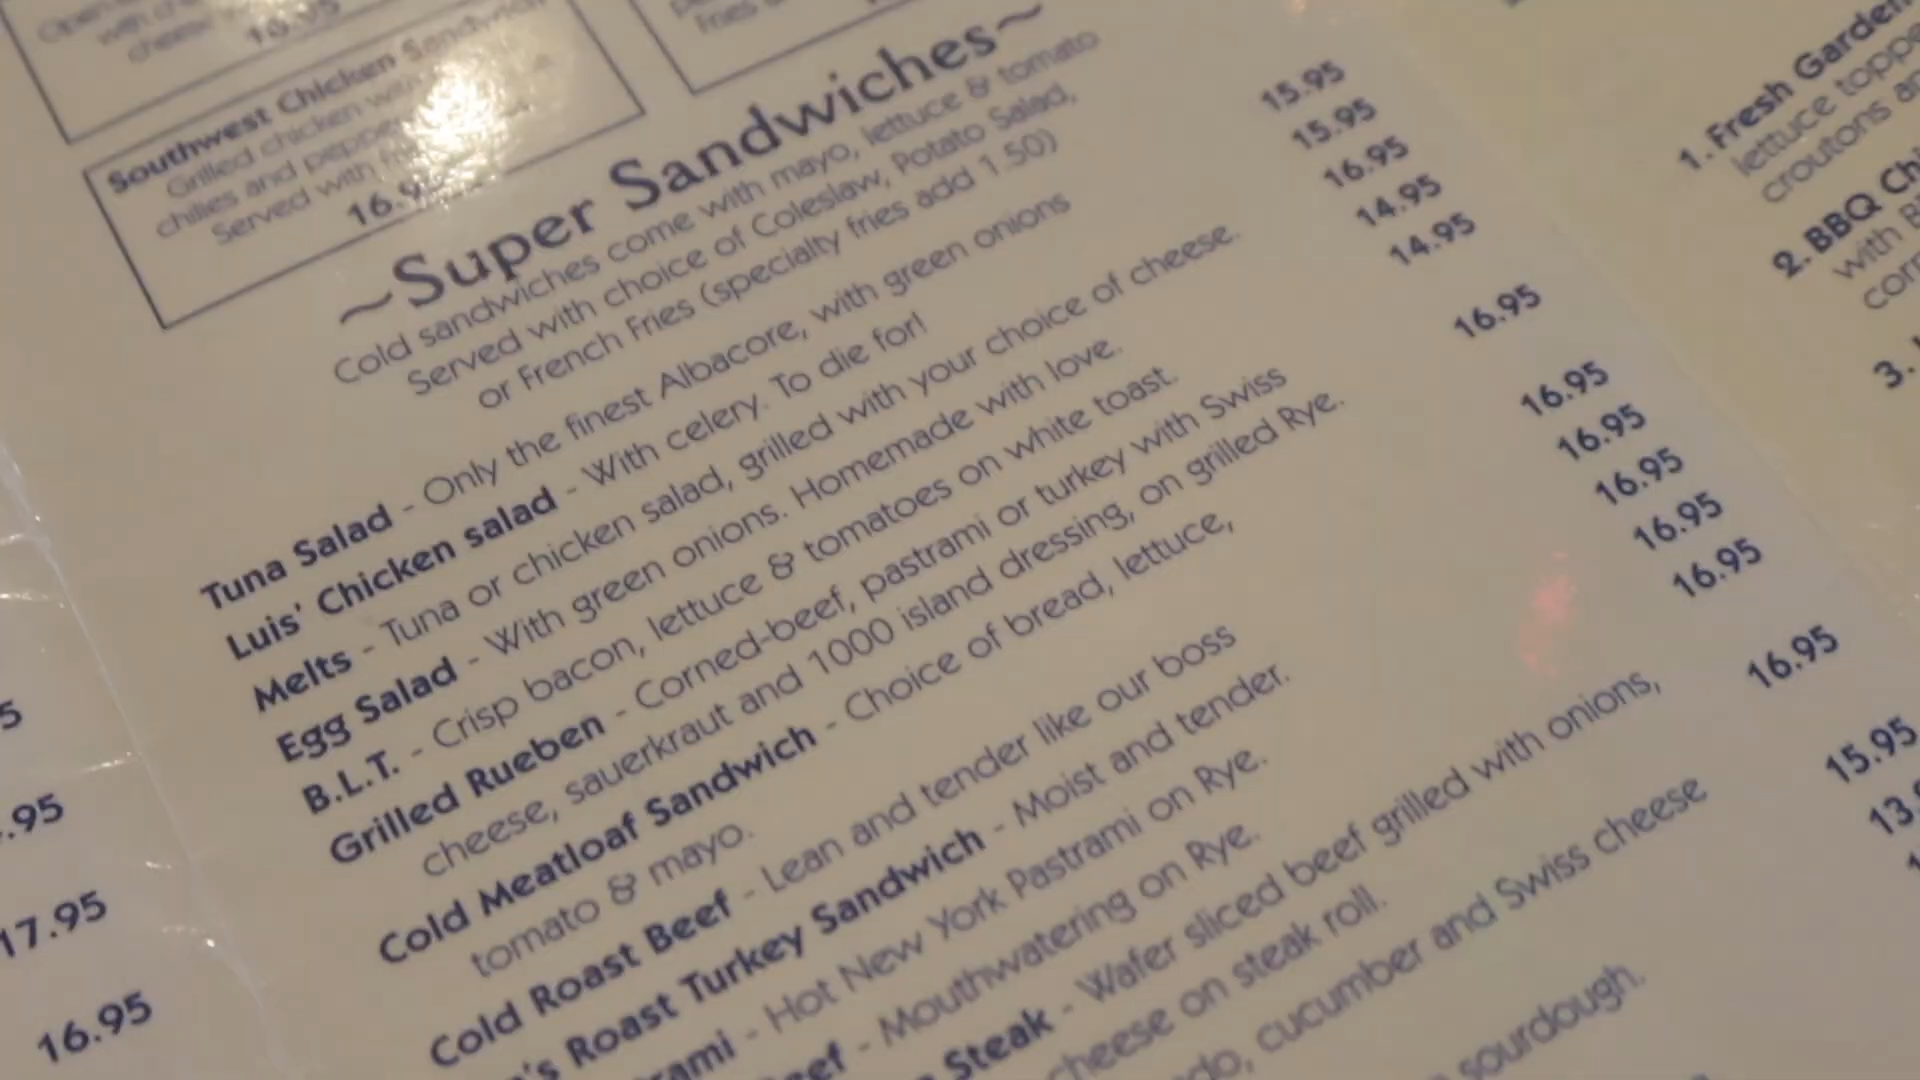 16.95
Southwest Chicken Sandwich
Grilled chicken
chilies and
Served with
~Super Sandwiches~
Cold sandwiches come with mayo, lettuce & tomato
Served with choice of Coleslaw, Potato Salad,
or French Fries (specialty fries add 1.50))
Tuna Salad - Only the finest Albacore, with green onions 15.95
Luis' Chicken salad - With celery. To die for! 15.95
Melts - Tuna or chicken salad, grilled with your choice of cheese. 16.95
Egg Salad - With green onions. Homemade with love. 14.95
B.L.T. - Crisp bacon, lettuce & tomatoes on white toast. 14.95
Grilled Rueben - Corned-beef, pastrami or turkey with Swiss
cheese, sauerkraut and 1000 island dressing, on grilled Rye. 16.95
Cold Meatloaf Sandwich - Choice of bread, lettuce,
tomato & mayo. 16.95
Cold Roast Beef - Lean and tender like our boss 16.95
's Roast Turkey Sandwich - Moist and tender. 16.95
rami - Hot New York Pastrami on Rye. 16.95
eef - Mouthwatering on Rye. 16.95
Steak - Wafer sliced beef grilled with onions,
cheese on steak roll. 16.95
do, cucumber and Swiss cheese
15.95
sourdough.
.95
17.95
16.95
1. Fresh Garden
lettuce
croutons
2. BBQ
with
3.